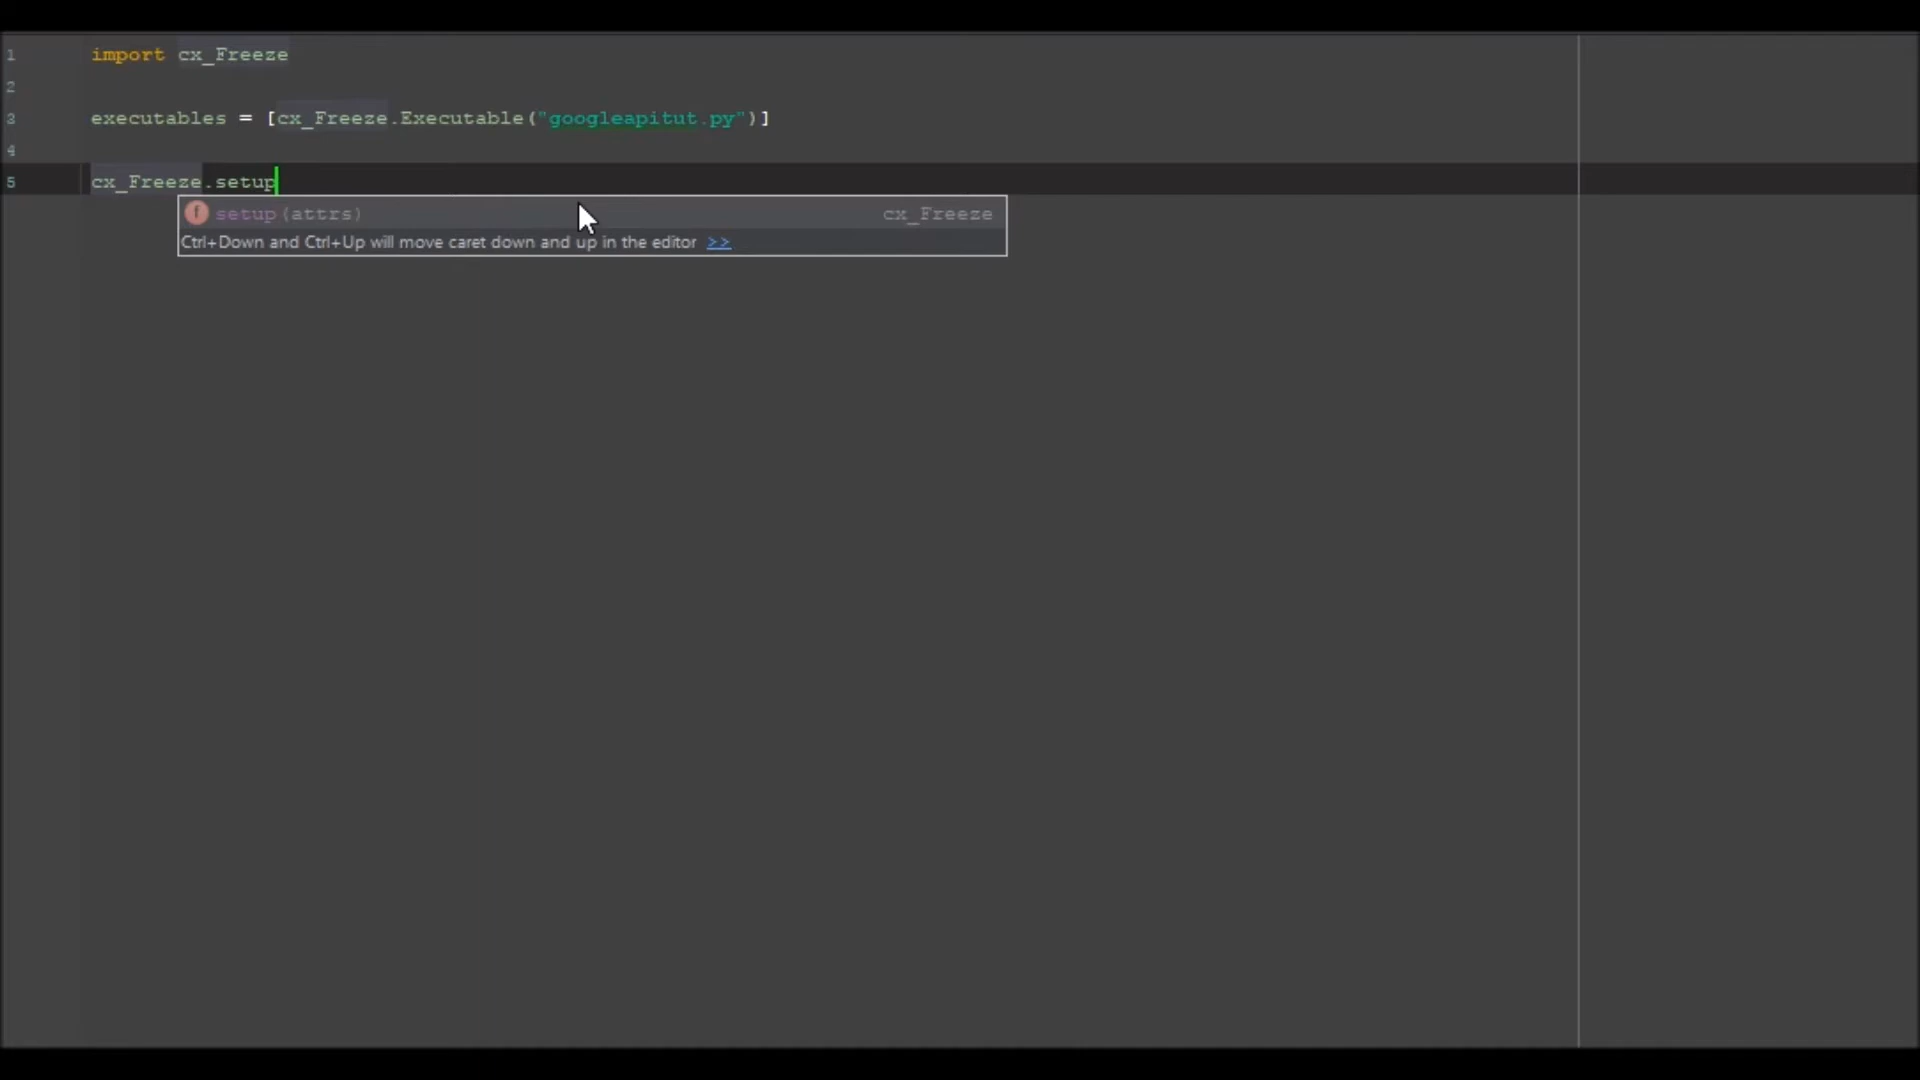 1 import cx_Freeze
2
3 executables = [cx_Freeze.Executable("googleapitut.py")]
4
5 cx_Freeze.setup
f setup(attrs) cx_Freeze
Ctrl+Down and Ctrl+Up will move caret down and up in the editor >>